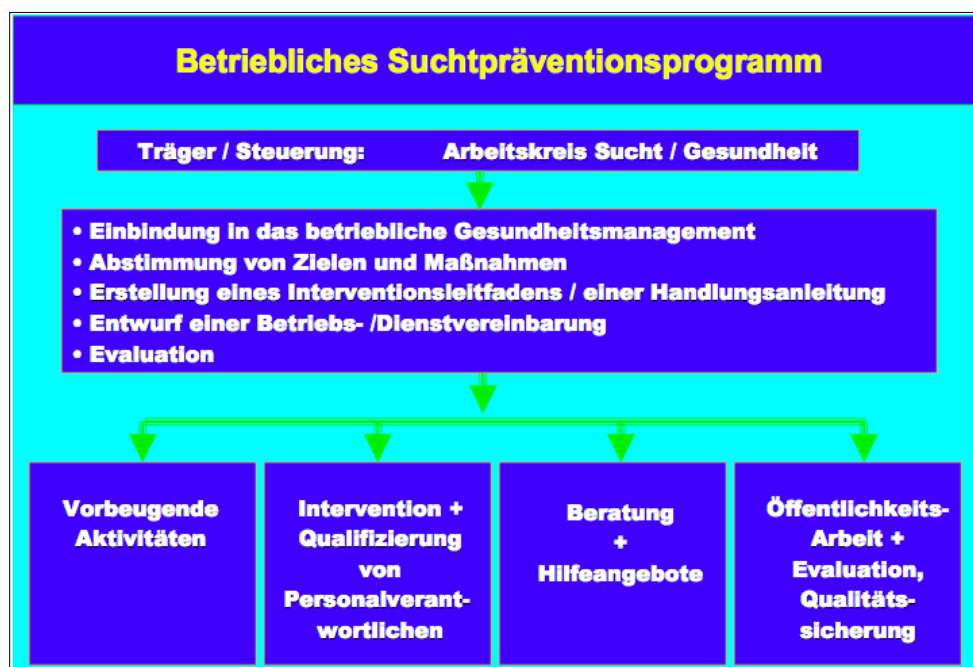 Betriebliches Suchtpräventionsprogramm
Träger / Steuerung: Arbeitskreis Sucht / Gesundheit
• Einbindung in das betriebliche Gesundheitsmanagement
• Abstimmung von Zielen und Maßnahmen
• Erstellung eines Interventionsleitfadens / einer Handlungsanleitung
• Entwurf einer Betriebs- /Dienstvereinbarung
• Evaluation
Vorbeugende
Aktivitäten
Intervention +
Qualifizierung
von
Personalverant-
wortlichen
Beratung
+
Hilfeangebote
Öffentlichkeits-
Arbeit +
Evaluation,
Qualitäts-
sicherung